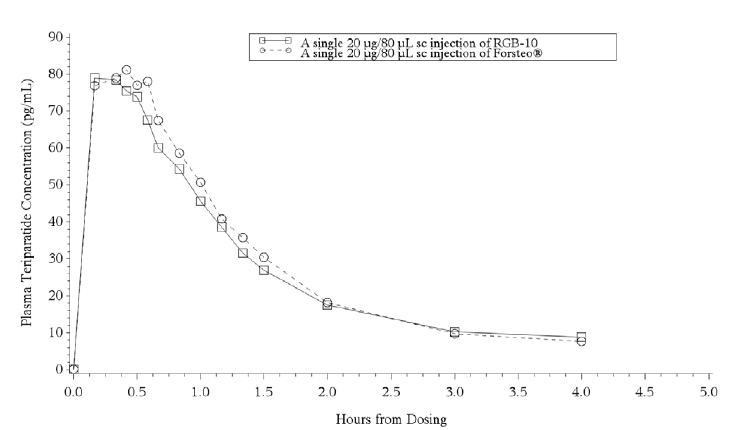 A single 20 µg/80 µL sc injection of RGB-10
A single 20 µg/80 µL sc injection of Forsteo®
Plasma Teriparatide Concentration (pg/mL)
90
80
70
60
50
40
30
20
10
0
0.0 0.5 1.0 1.5 2.0 2.5 3.0 3.5 4.0 4.5 5.0
Hours from Dosing